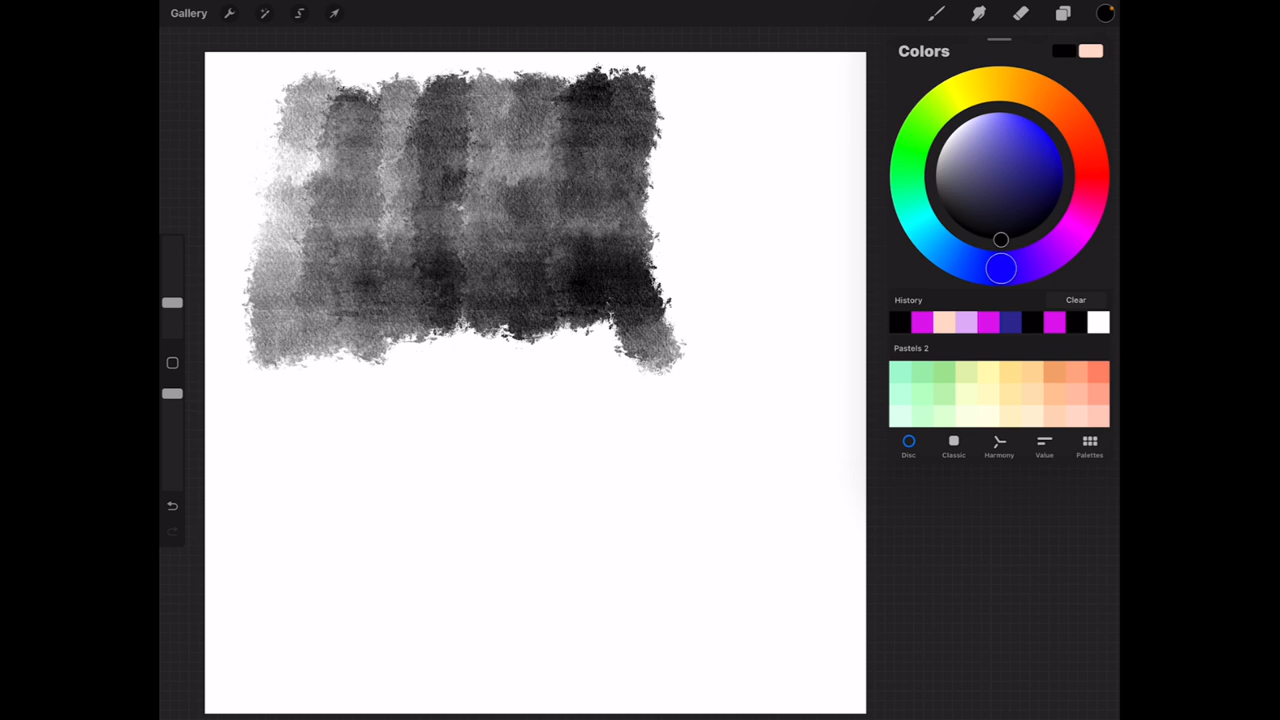 Gallery
Colors
History
Clear
Pastels 2
Disc
Classic
Harmony
Value
Palettes